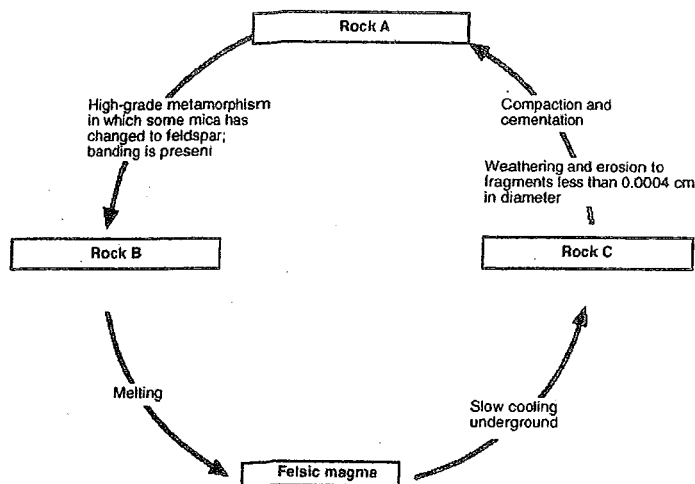 Rock A
High-grade metamorphism
in which some mica has
changed to feldspar;
banding is present
Compaction and
cementation
Weathering and erosion to
fragments less than 0.0004 cm
in diameter
Rock B
Rock C
Melting
Slow cooling
underground
Felsic magma